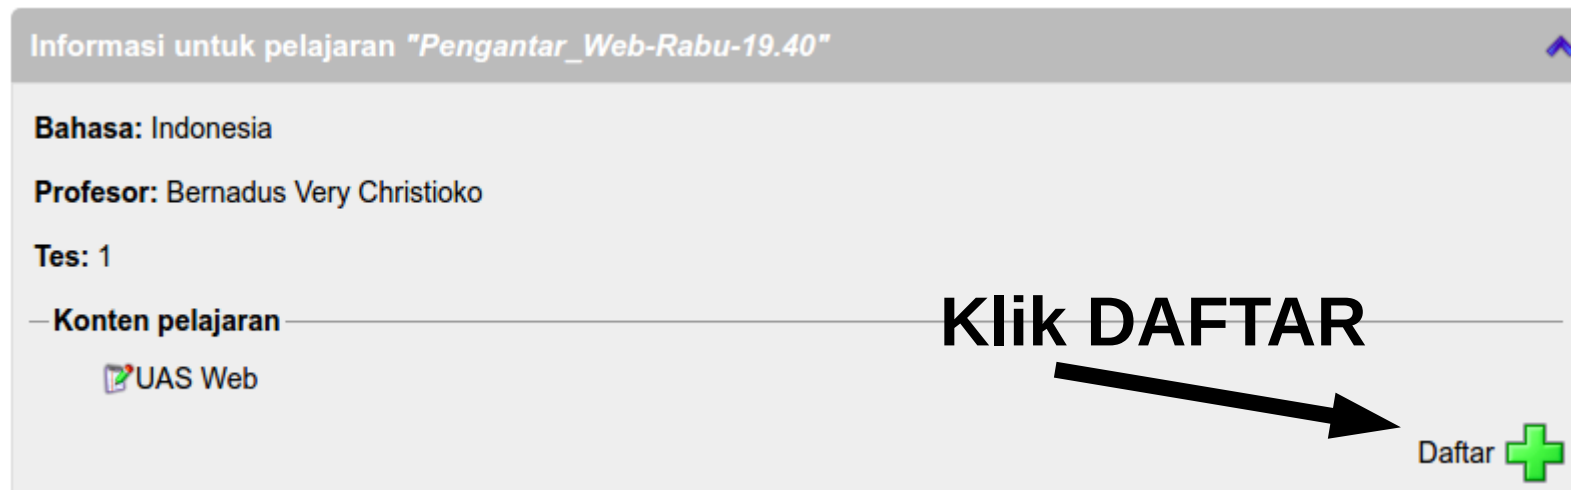 Informasi untuk pelajaran "Pengantar_Web-Rabu-19.40"
Bahasa: Indonesia
Profesor: Bernadus Very Christioko
Tes: 1
Konten pelajaran
Klik DAFTAR
UAS Web
Daftar